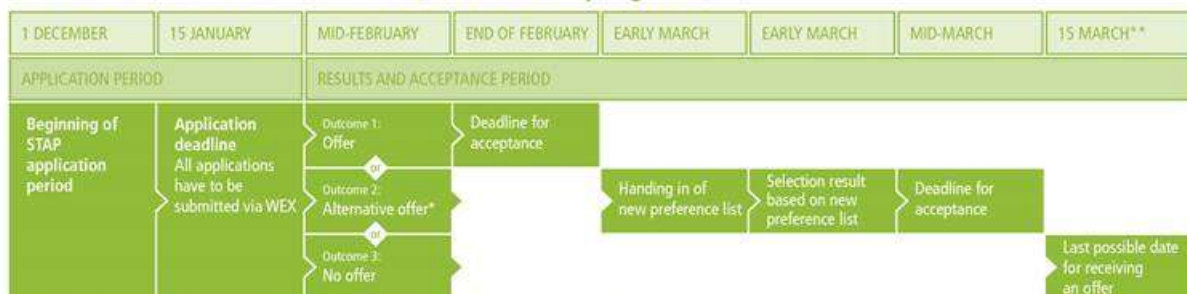 1 DECEMBER
15 JANUARY
MID-FEBRUARY
END OF FEBRUARY
EARLY MARCH
EARLY MARCH
MID-MARCH
15 MARCH**
APPLICATION PERIOD
RESULTS AND ACCEPTANCE PERIOD
Beginning of
STAP
application
period
Application
deadline
All applications
have to be
submitted via WEX
Outcome 1:
Offer
or
Outcome 2:
Alternative offer*
or
Outcome 3:
No offer
Deadline for
acceptance
Handing in of
new preference list
Selection result
based on new
preference list
Deadline for
acceptance
Last possible date
for receiving
an offer